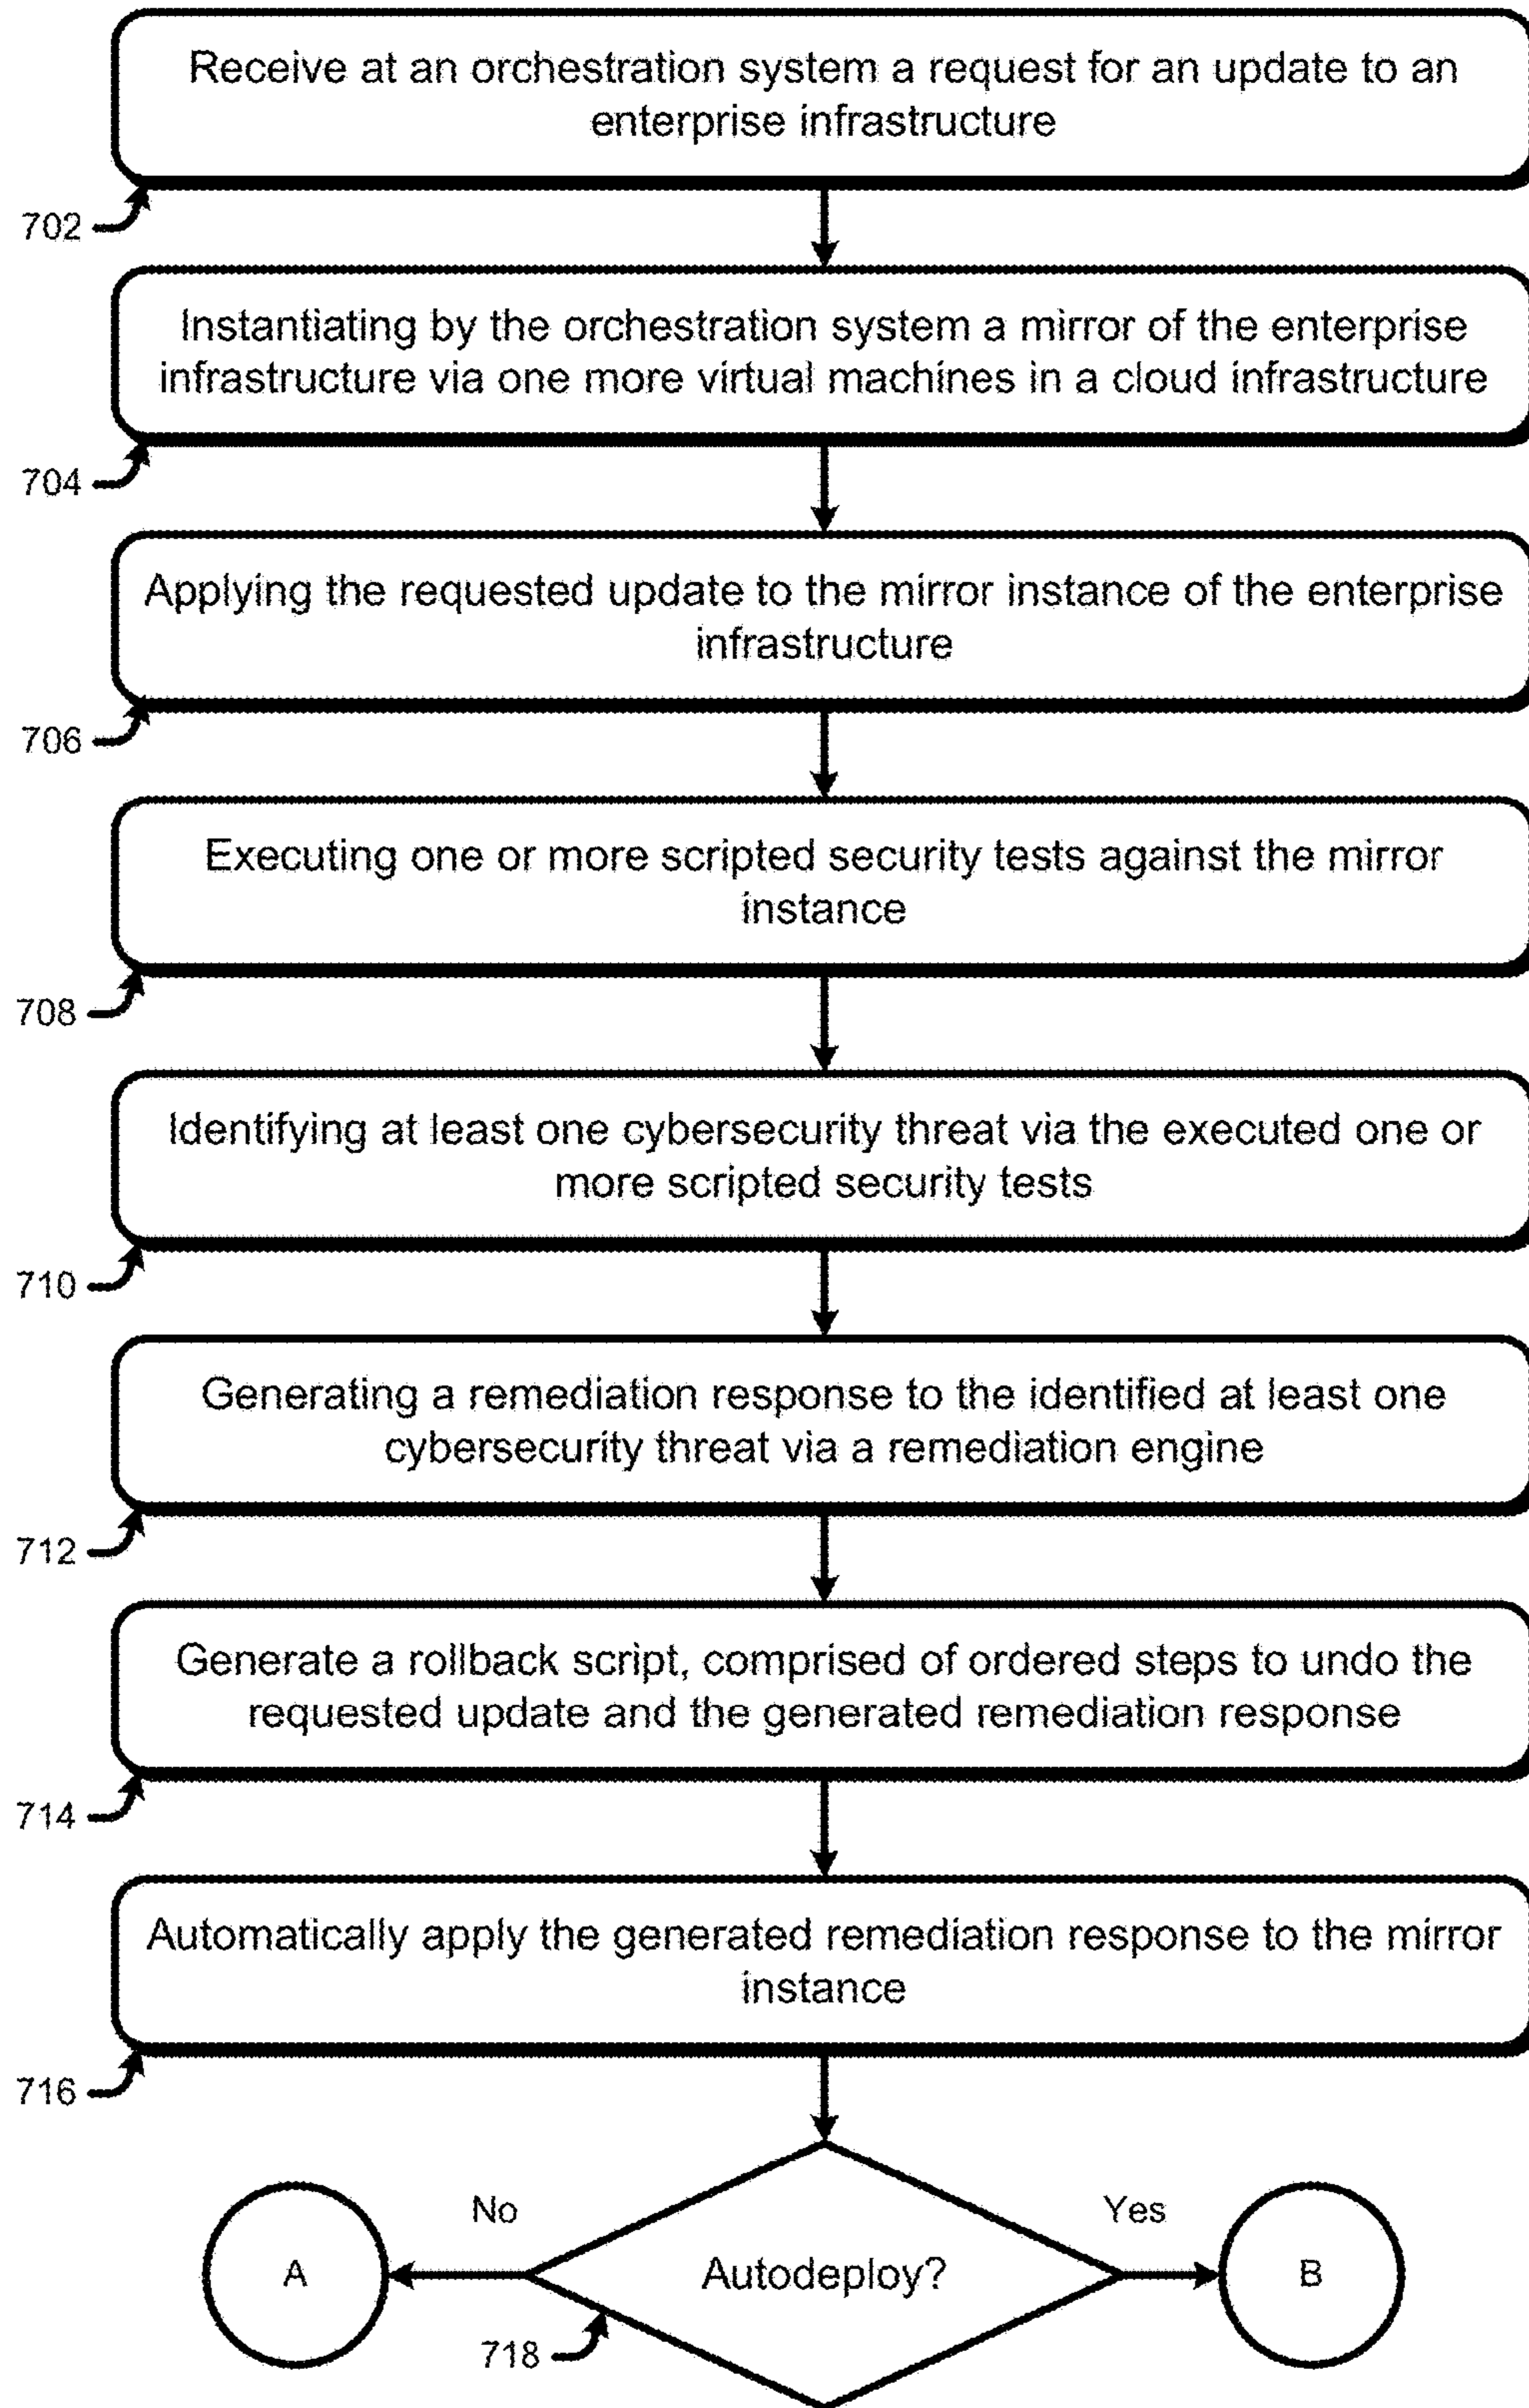 Receive at an orchestration system a request for an update to an
enterprise infrastructure
702
Instantiating by the orchestration system a mirror of the enterprise
infrastructure via one more virtual machines in a cloud infrastructure
704
Applying the requested update to the mirror instance of the enterprise
infrastructure
706
Executing one or more scripted security tests against the mirror
instance
708
Identifying at least one cybersecurity threat via the executed one or
more scripted security tests
710
Generating a remediation response to the identified at least one
cybersecurity threat via a remediation engine
712
Generate a rollback script, comprised of ordered steps to undo the
requested update and the generated remediation response
714
Automatically apply the generated remediation response to the mirror
instance
716
No
Yes
A
Autodeploy?
B
718